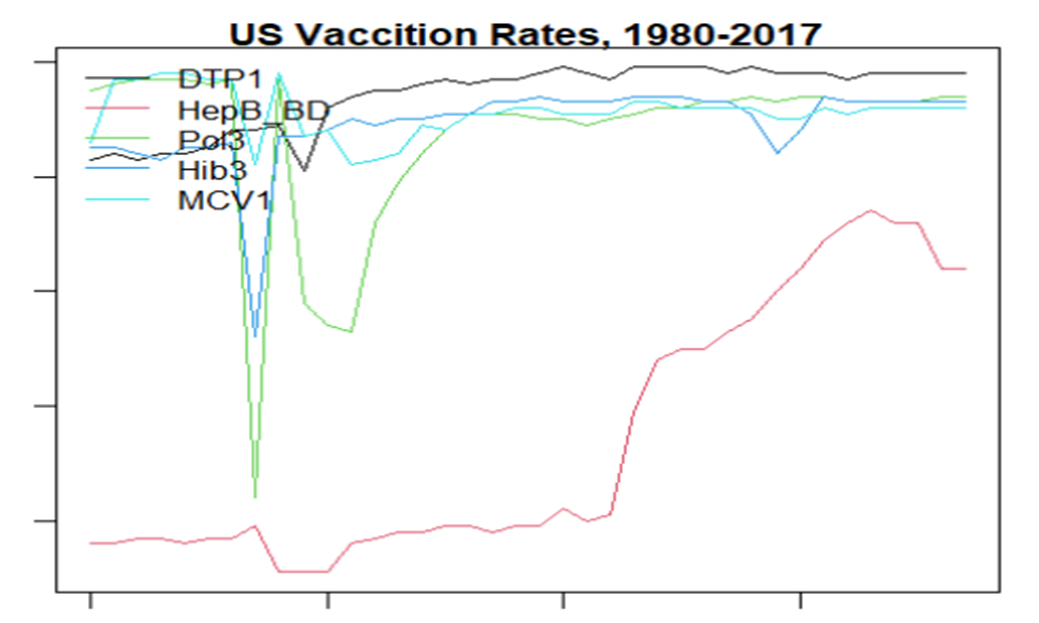 US Vaccition Rates, 1980-2017
DTP1
HepB_BD
Pol3
Hib3
MCV1